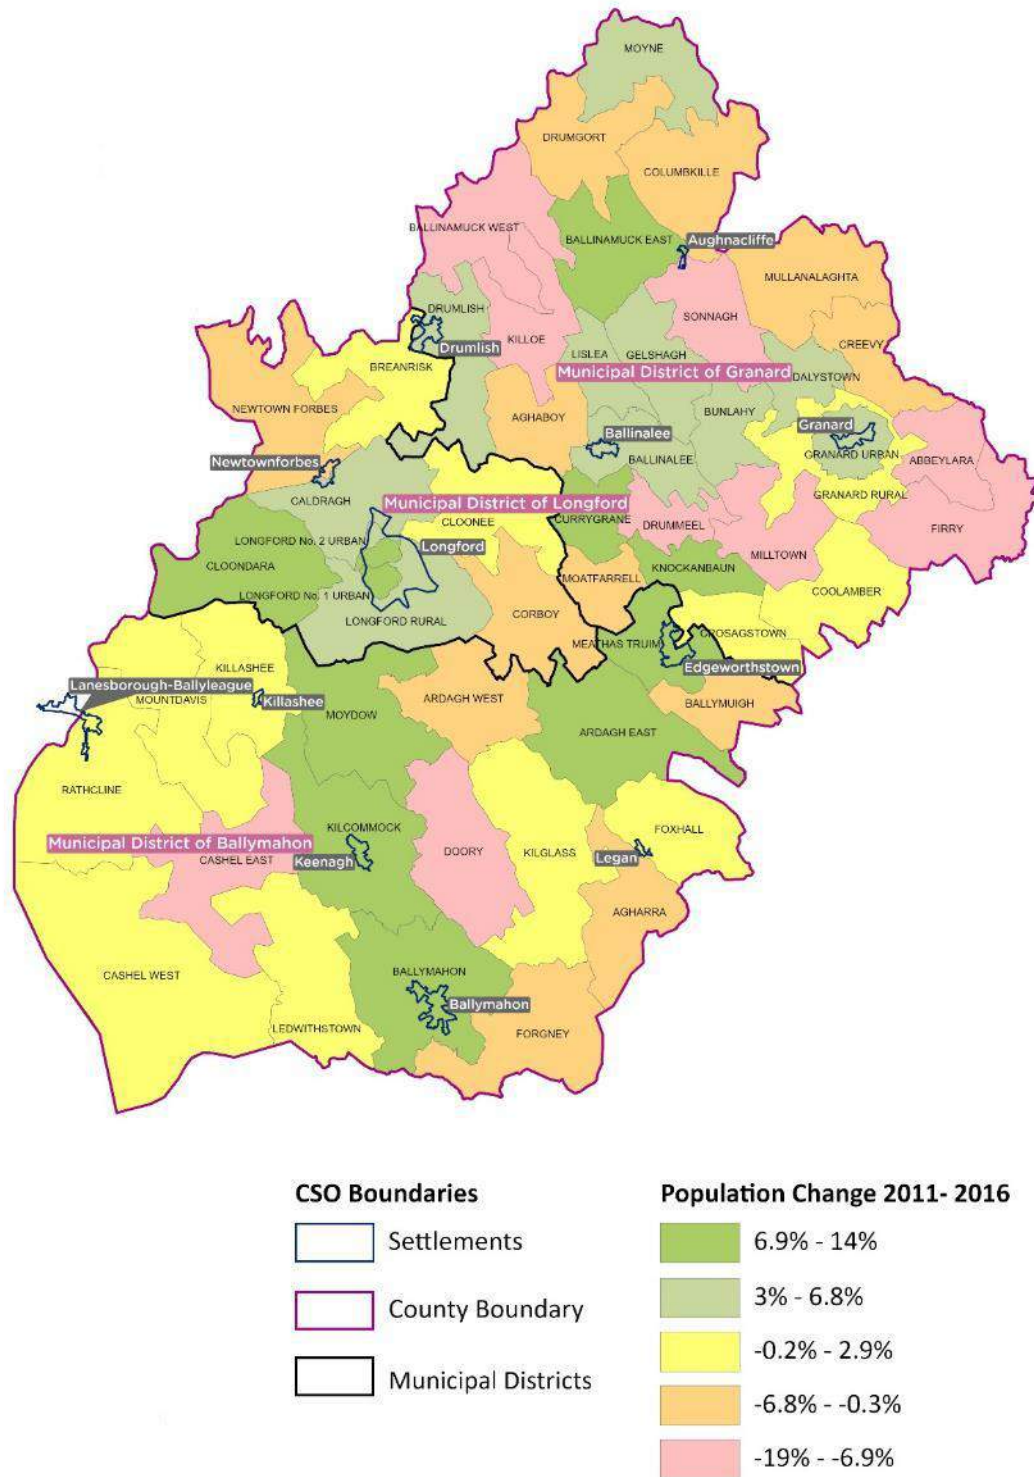 MOYNE
DRUMGORT
COLUMBKILLE
BALLINAMUCK WEST
BALLINAMUCK EAST
Aughnacliffe
MULLANALAGHTA
DRUMLISH
SONNAGH
KILLOE
CREEVY
Drumlish
LISLEA
GELSHAGH
BREANRISK
Municipal District of Granard
DALYSTOWN
NEWTOWN FORBES
AGHABOY
BUNLAHY
Granard
Ballinalee
GRANARD URBAN
Newtownforbes
BALLINALEE
ABBEYLARA
CALDRAGH
Municipal District of Longford
GRANARD RURAL
CURRYGRANE
CLOONEE
DRUMMEEL
FIRRY
LONGFORD No. 2 URBAN
Longford
MILLTOWN
CLOONDARA
KNOCKANBAUN
MOATFARRELL
COOLAMBER
LONGFORD No. 1 URBAN
CORBOY
LONGFORD RURAL
MEATHAS TRUIM
CROSAGSTOWN
KILLASHEE
Edgeworthstown
Lanesborough-Ballyleague
MOUNTDAVIS
Killashee
ARDAGH WEST
BALLYMUIGH
MOYDOW
ARDAGH EAST
RATHCLINE
KILCOMMOCK
FOXHALL
Municipal District of Ballymahon
DOORY
KILGLASS
Legan
CASHEL EAST
Keenagh
AGHARRA
CASHEL WEST
BALLYMAHON
Ballymahon
LEDWITHSTOWN
FORGNEY
CSO Boundaries
Settlements
County Boundary
Municipal Districts
Population Change 2011- 2016
6.9% - 14%
3% - 6.8%
-0.2% - 2.9%
-6.8% - -0.3%
-19% - -6.9%